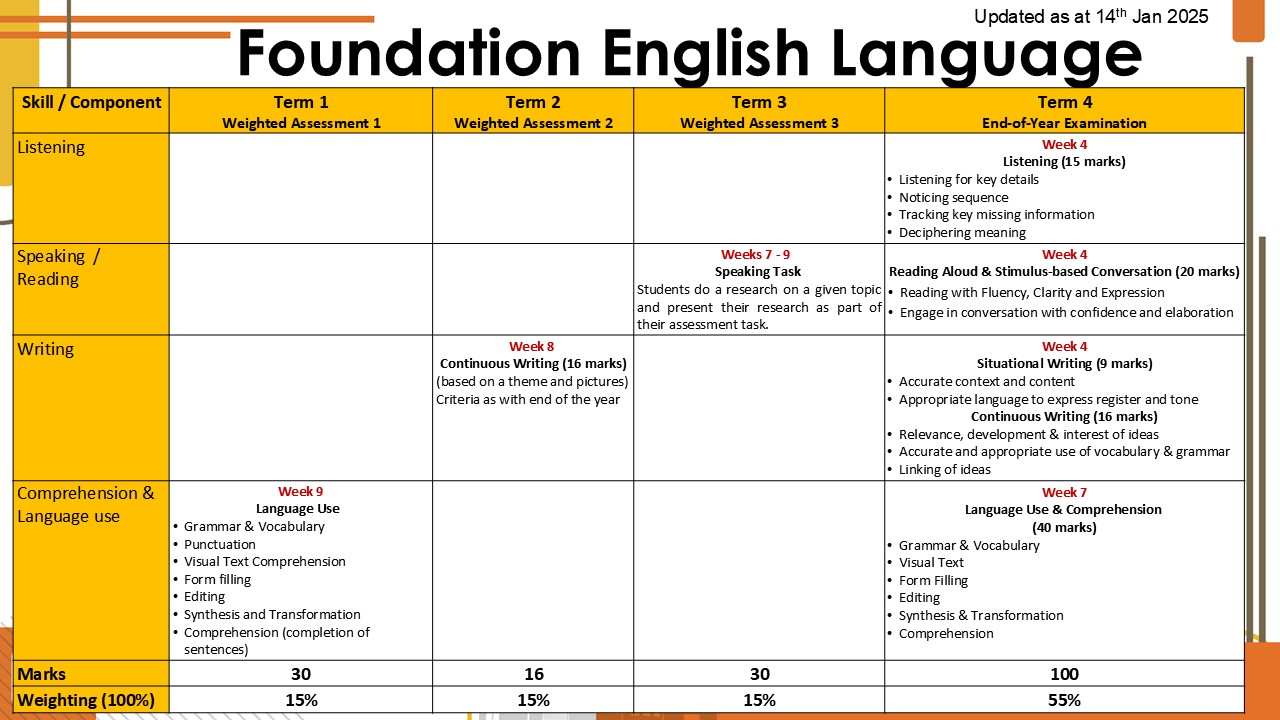 Updated as at 14th Jan 2025
Foundation English Language
Skill / Component
Term 1
Weighted Assessment 1
Term 2
Weighted Assessment 2
Term 3
Weighted Assessment 3
Term 4
End-of-Year Examination
Listening
Week 4
Listening (15 marks)
• Listening for key details
• Noticing sequence
• Tracking key missing information
• Deciphering meaning
Speaking /
Reading
Weeks 7 - 9
Speaking Task
Students do a research on a given topic
and present their research as part of
their assessment task.
Week 4
Reading Aloud & Stimulus-based Conversation (20 marks)
• Reading with Fluency, Clarity and Expression
• Engage in conversation with confidence and elaboration
Writing
Week 8
Continuous Writing (16 marks)
(based on a theme and pictures)
Criteria as with end of the year
Week 4
Situational Writing (9 marks)
• Accurate context and content
• Appropriate language to express register and tone
Continuous Writing (16 marks)
• Relevance, development & interest of ideas
• Accurate and appropriate use of vocabulary & grammar
• Linking of ideas
Comprehension &
Language use
Week 9
Language Use
• Grammar & Vocabulary
• Punctuation
• Visual Text Comprehension
• Form filling
• Editing
• Synthesis and Transformation
• Comprehension (completion of
sentences)
Week 7
Language Use & Comprehension
(40 marks)
• Grammar & Vocabulary
• Visual Text
• Form Filling
• Editing
• Synthesis & Transformation
• Comprehension
Marks
30
16
30
100
Weighting (100%)
15%
15%
15%
55%